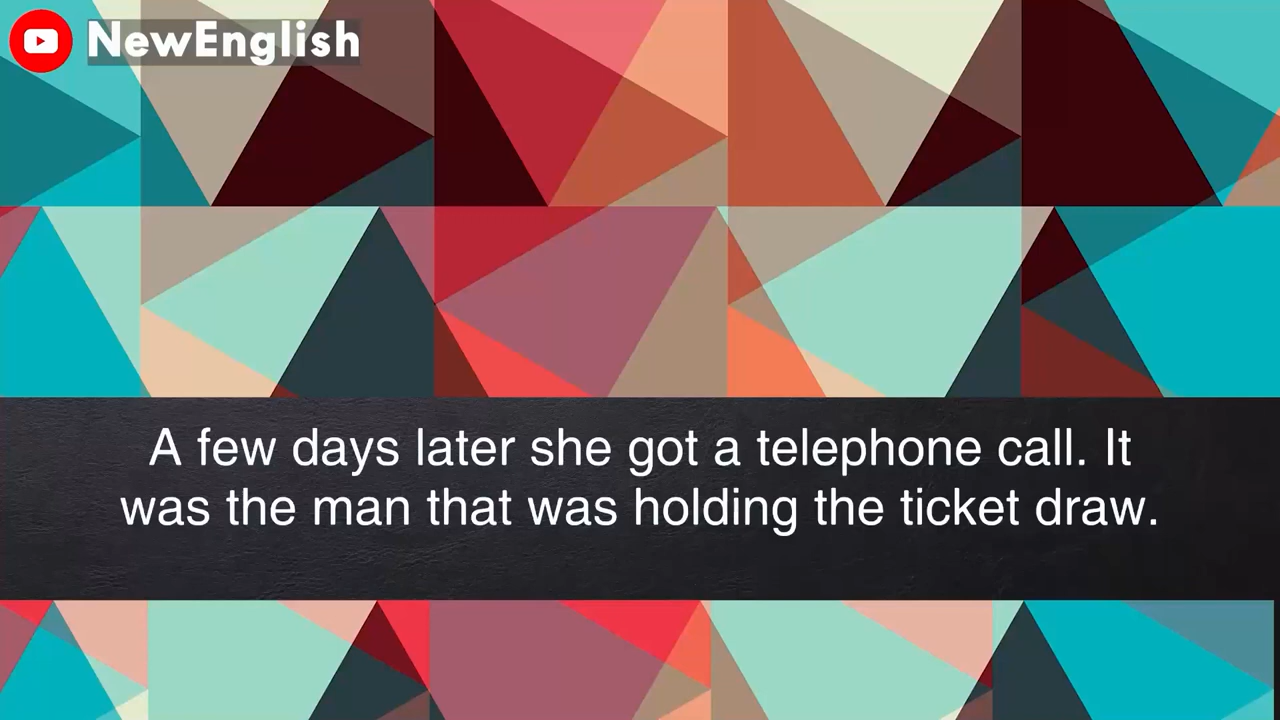 NewEnglish
A few days later she got a telephone call. It
was the man that was holding the ticket draw.